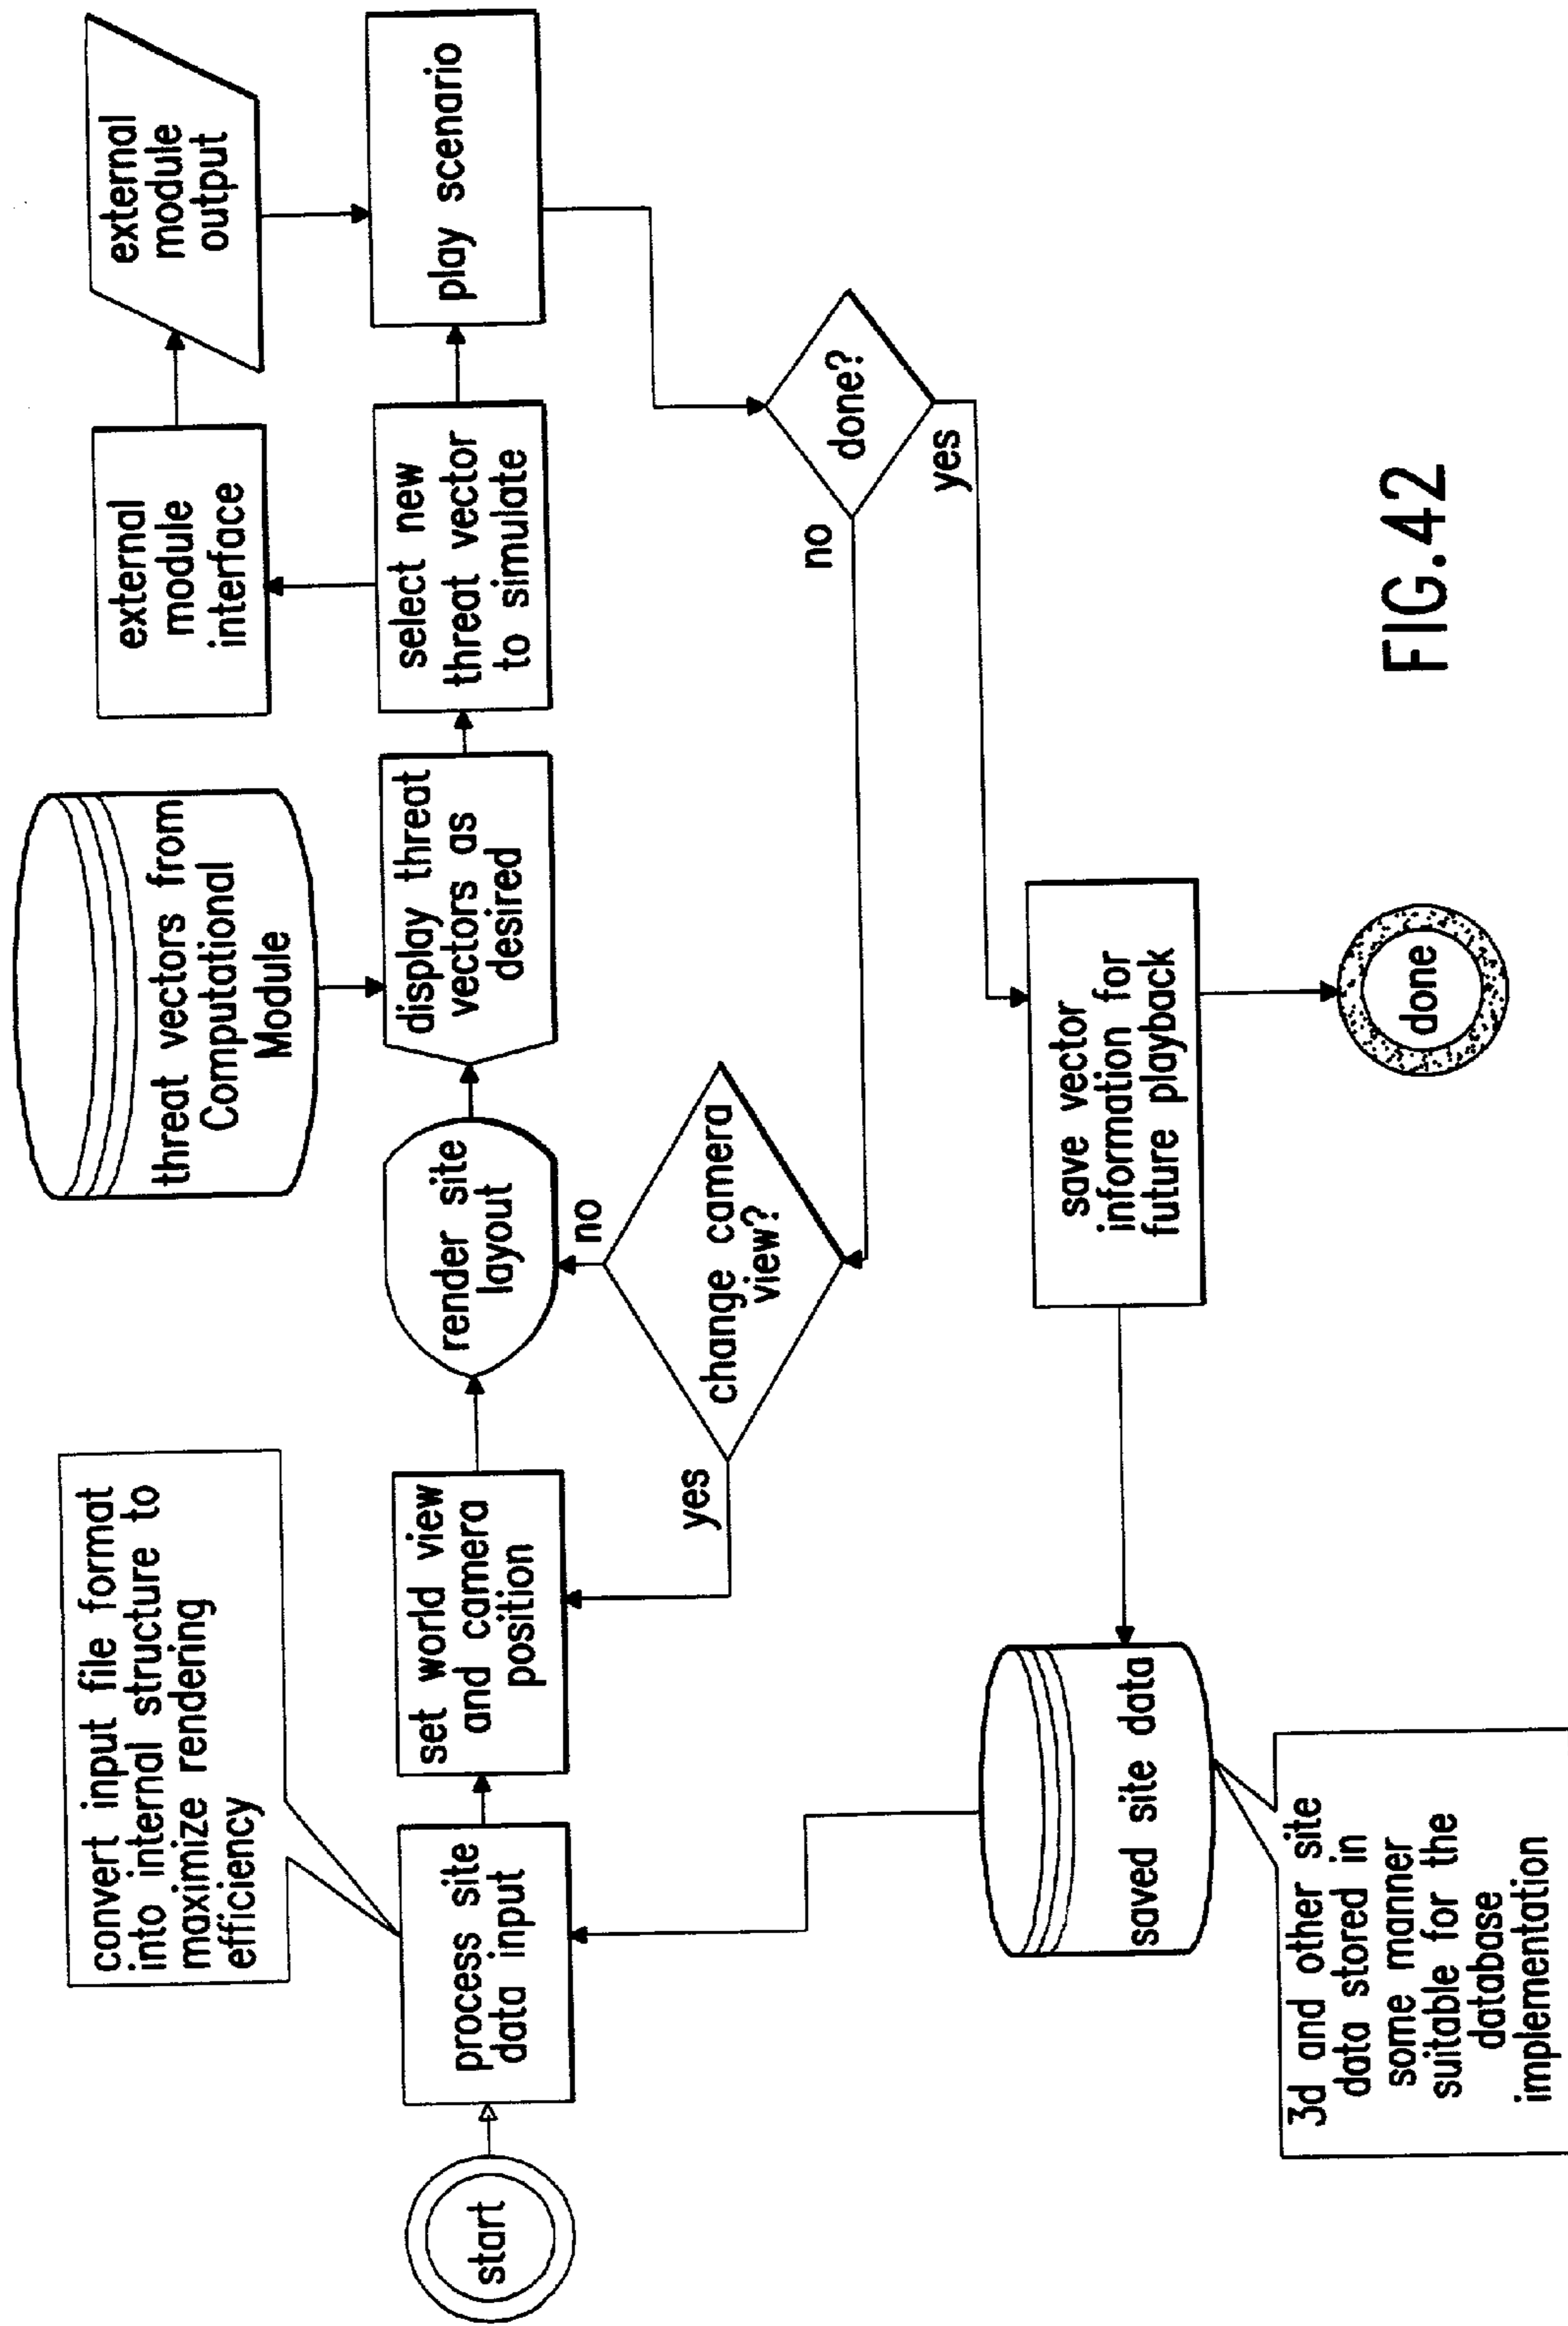 convert input file format
into internal structure to
maximize rendering
efficiency
threat vectors from
Computational
Module
external
module
interface
external
module
output
start
process site
data input
set world view
and camera
position
render site
layout
display threat
vectors as
desired
select new
threat vector
to simulate
play scenario
yes
change camera
view?
no
no
done?
yes
saved site data
save vector
information for
future playback
3d and other site
data stored in
some manner
suitable for the
database
implementation
done
FIG.42